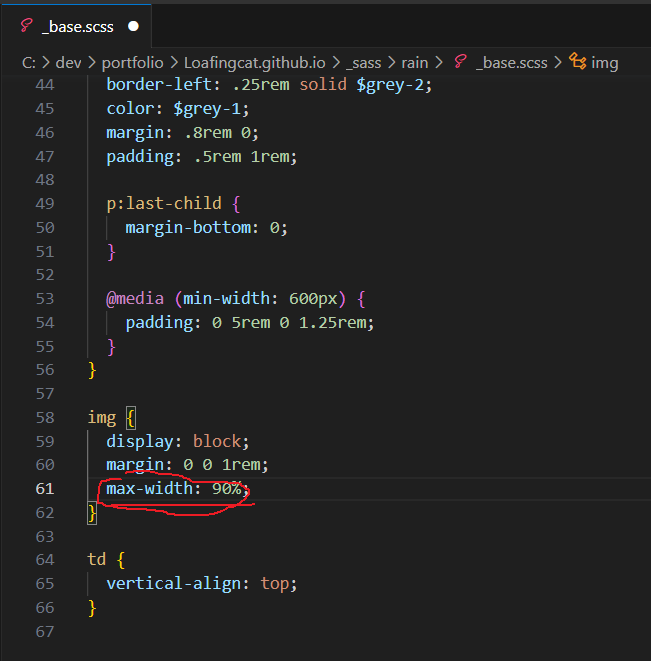 _base.scss
C: > dev > portfolio > Loafingcat.github.io > _sass > rain > _base.scss > img
44 border-left: .25rem solid $grey-2;
45 color: $grey-1;
46 margin: .8rem 0;
47 padding: .5rem 1rem;
48
49 p:last-child {
50 margin-bottom: 0;
51 }
52
53 @media (min-width: 600px) {
54 padding: 0 5rem 0 1.25rem;
55 }
56 }
57
58 img {
59 display: block;
60 margin: 0 0 1rem;
61 max-width: 90%;
62 }
63
64 td {
65 vertical-align: top;
66 }
67